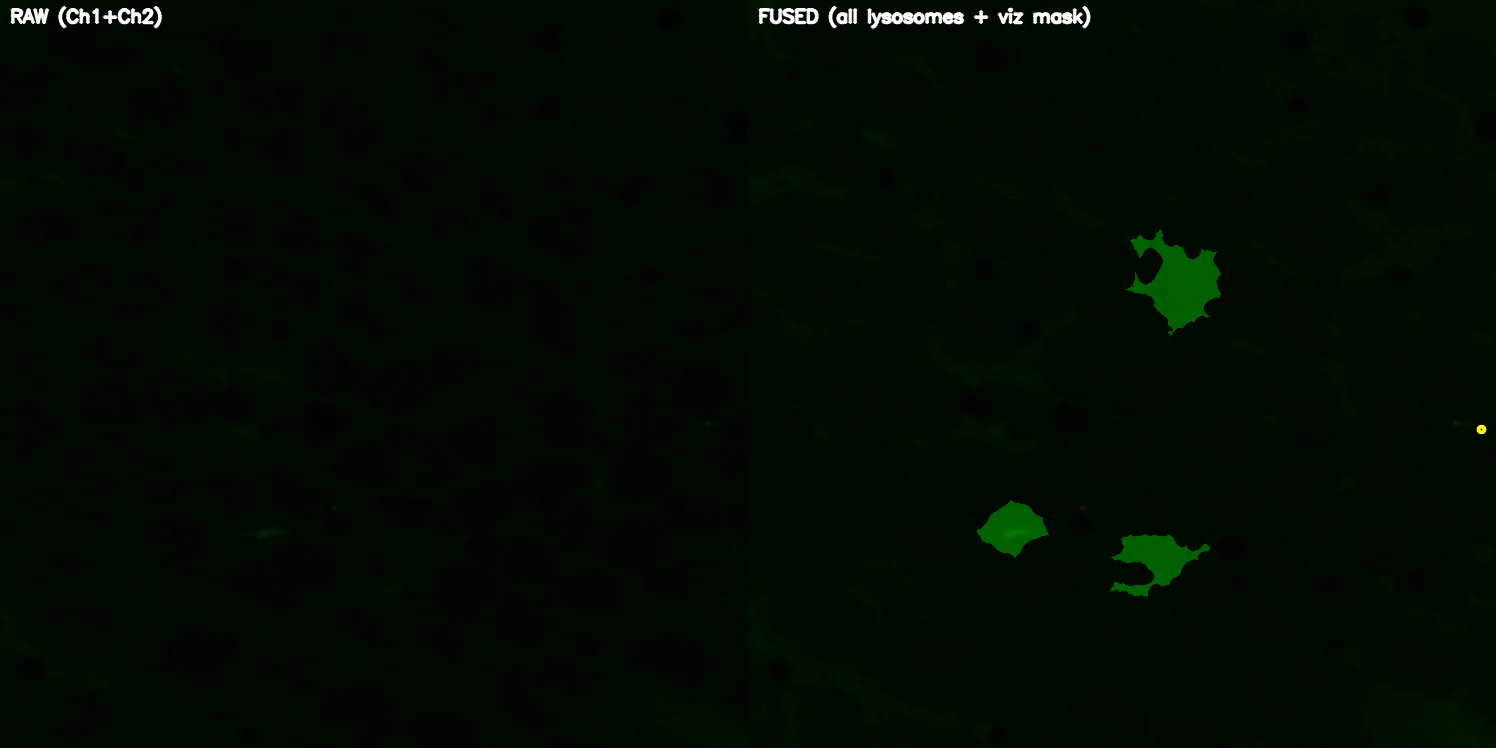 RAW (Ch1+Ch2)
FUSED (all lysosomes + viz mask)